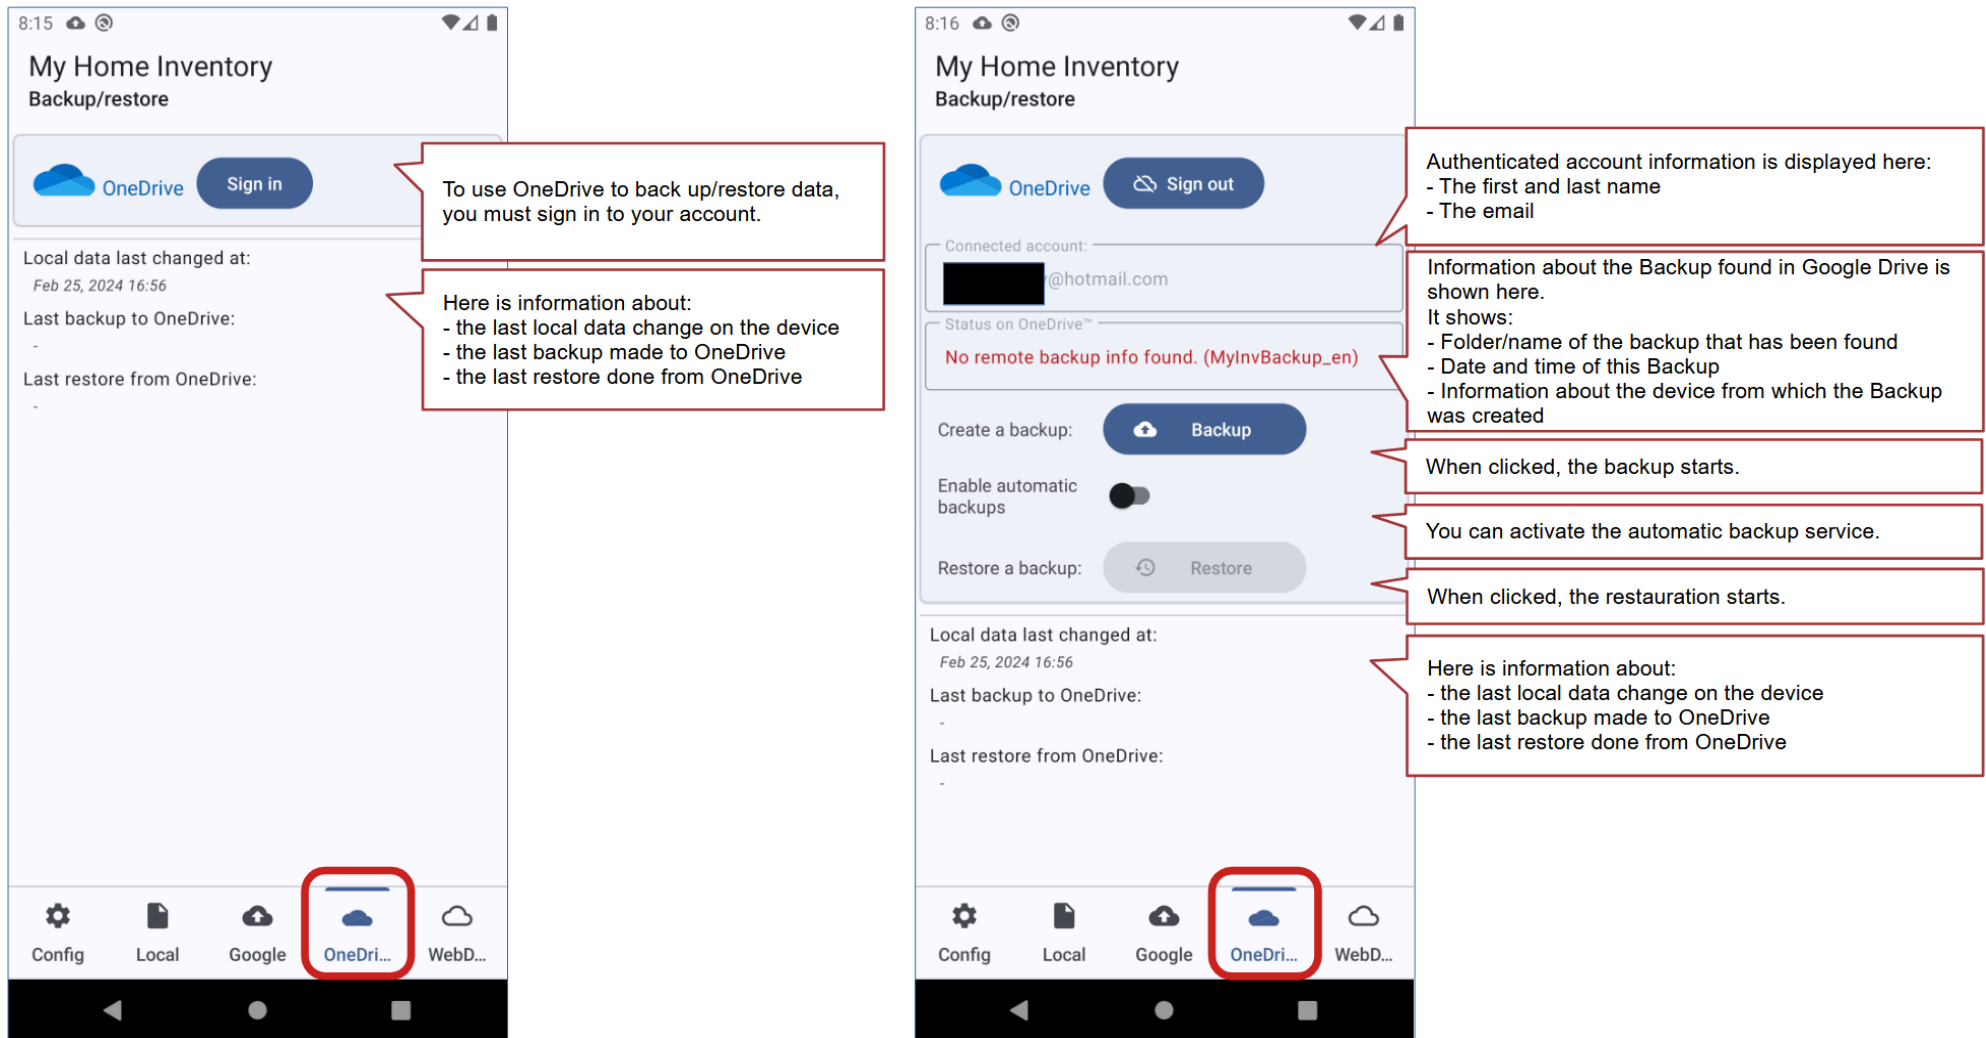 8:15
My Home Inventory
Backup/restore
OneDrive
Sign in
To use OneDrive to back up/restore data,
you must sign in to your account.
Local data last changed at:
Feb 25, 2024 16:56
Last backup to OneDrive:
-
Last restore from OneDrive:
-
Here is information about:
- the last local data change on the device
- the last backup made to OneDrive
- the last restore done from OneDrive
Config
Local
Google
OneDri...
WebD...
8:16
My Home Inventory
Backup/restore
OneDrive
Sign out
Authenticated account information is displayed here:
- The first and last name
- The email
Connected account:
@hotmail.com
Status on OneDrive™
No remote backup info found. (MyInvBackup_en)
Information about the Backup found in Google Drive is
shown here.
It shows:
- Folder/name of the backup that has been found
- Date and time of this Backup
- Information about the device from which the Backup
was created
Create a backup:
Backup
When clicked, the backup starts.
Enable automatic
backups
You can activate the automatic backup service.
Restore a backup:
Restore
When clicked, the restauration starts.
Local data last changed at:
Feb 25, 2024 16:56
Last backup to OneDrive:
-
Last restore from OneDrive:
-
Here is information about:
- the last local data change on the device
- the last backup made to OneDrive
- the last restore done from OneDrive
Config
Local
Google
OneDri...
WebD...